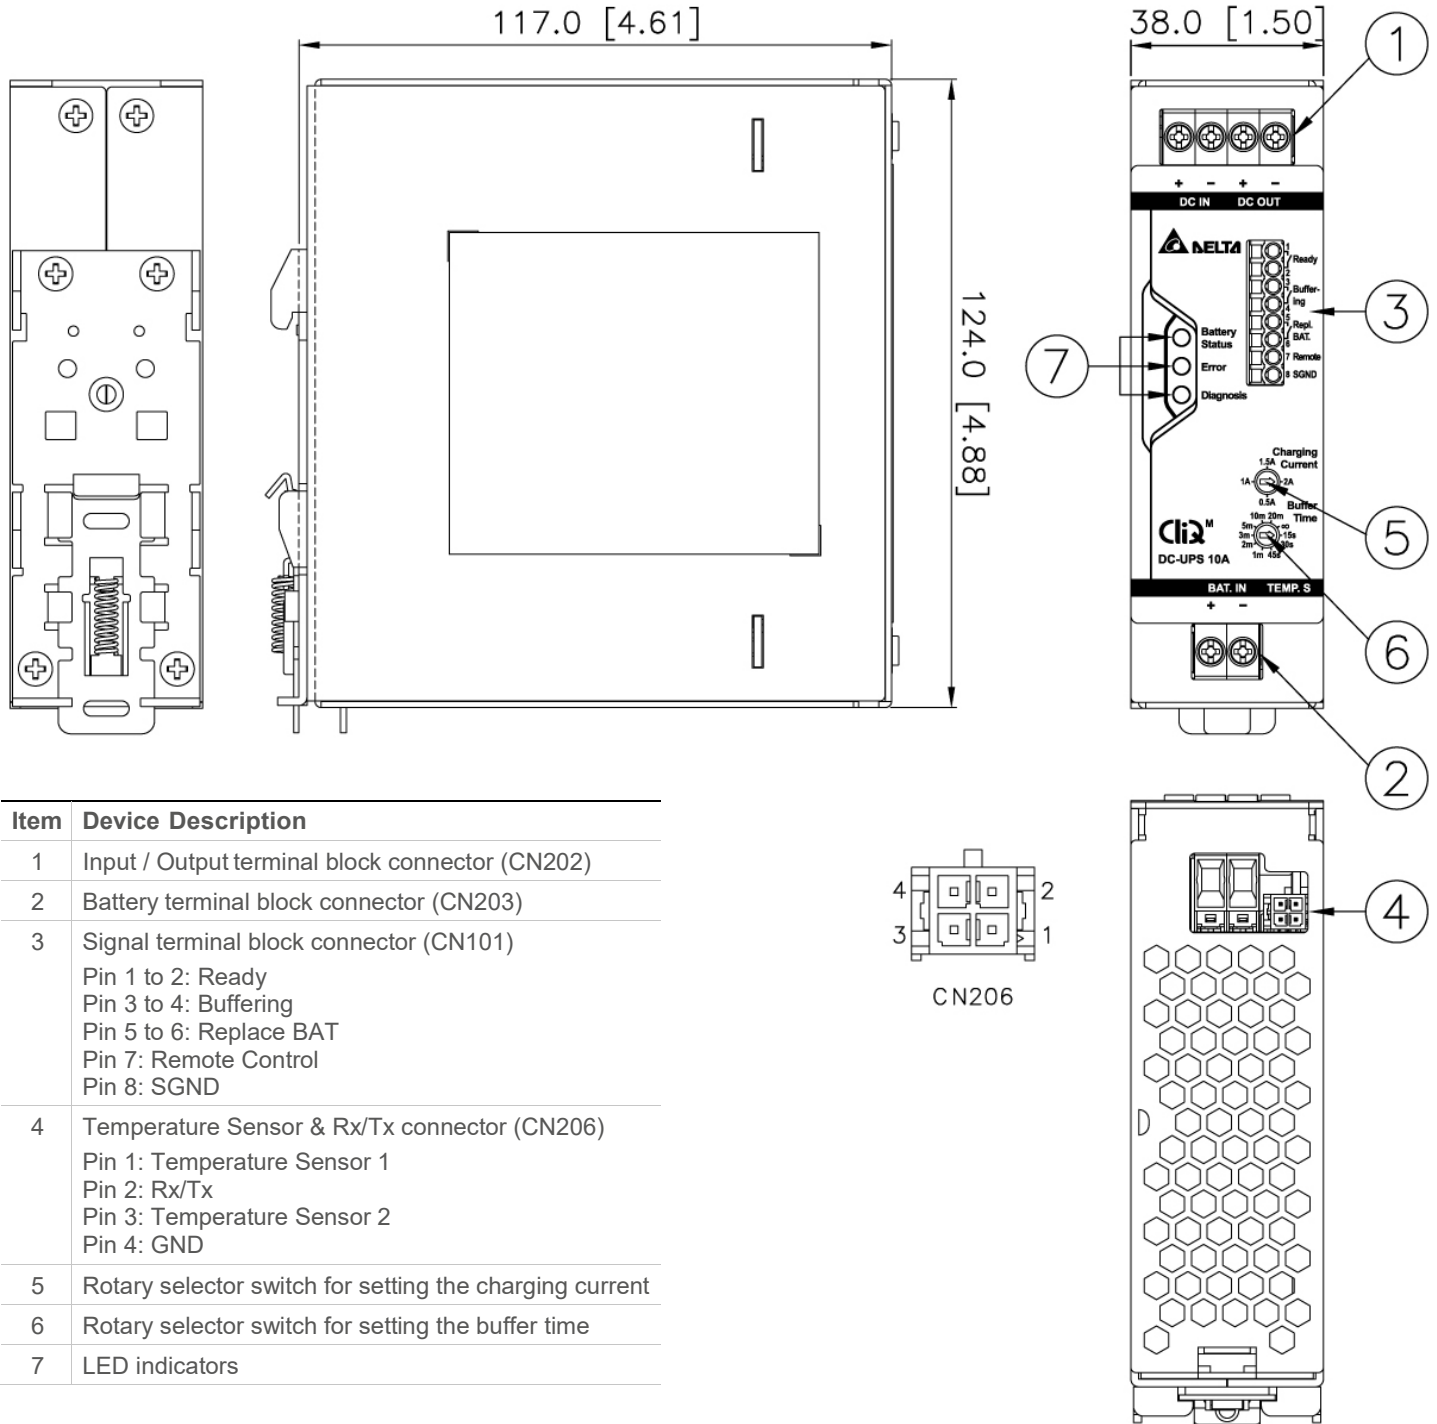 117.0 [4.61]
38.0 [1.50]
1
+ − + −
DC IN DC OUT
DELTA
1
2
Ready
3
4
Buffer-
ing
5
6
Repl.
BAT.
7 Remote
8 SGND
3
124.0 [4.88]
7
Battery
Status
Error
Diagnosis
Charging
Current
1.5A
1A
2A
0.5A
5
Buffer
Time
10m 20m
5m
∞
3m
15s
2m
30s
1m 45s
CliQ M
DC-UPS 10A
6
BAT. IN TEMP. S
+ −
2
Item Device Description
1 Input / Output terminal block connector (CN202)
2 Battery terminal block connector (CN203)
3 Signal terminal block connector (CN101)
Pin 1 to 2: Ready
Pin 3 to 4: Buffering
Pin 5 to 6: Replace BAT
Pin 7: Remote Control
Pin 8: SGND
4 Temperature Sensor & Rx/Tx connector (CN206)
Pin 1: Temperature Sensor 1
Pin 2: Rx/Tx
Pin 3: Temperature Sensor 2
Pin 4: GND
5 Rotary selector switch for setting the charging current
6 Rotary selector switch for setting the buffer time
7 LED indicators
4 2
3 1
CN206
4